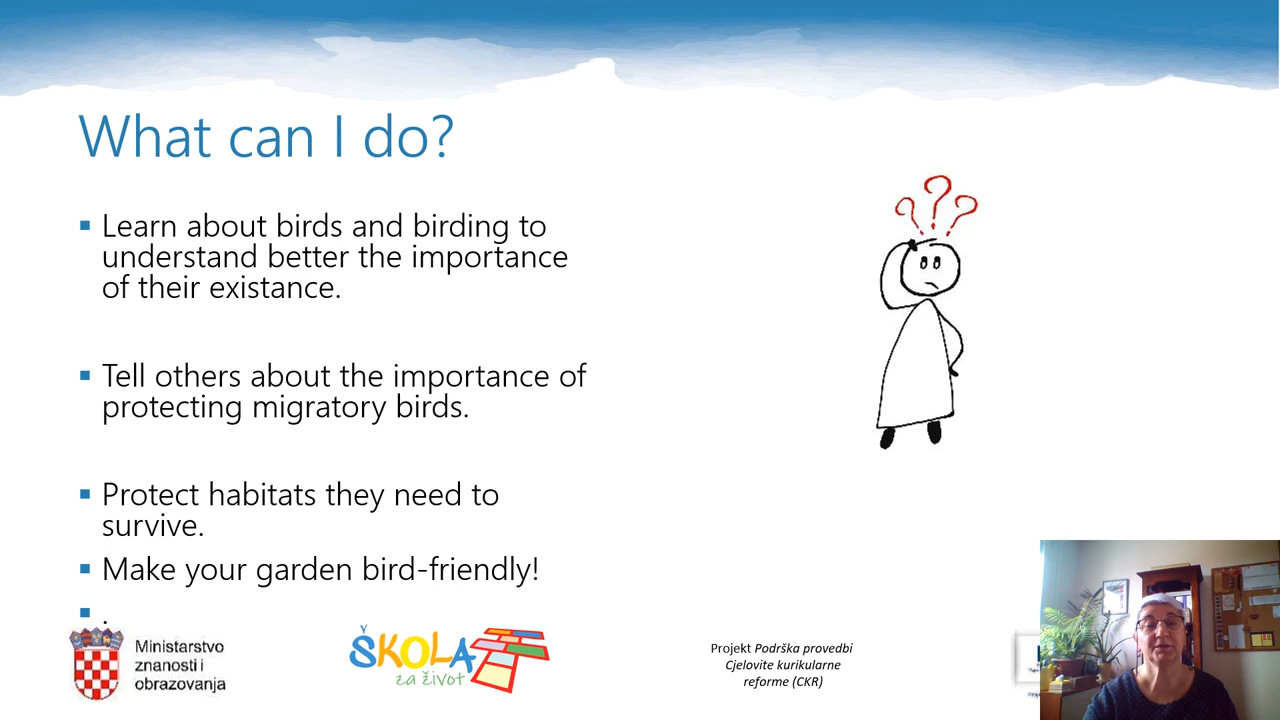 What can I do?
Learn about birds and birding to
understand better the importance
of their existance.
Tell others about the importance of
protecting migratory birds.
Protect habitats they need to
survive.
Make your garden bird-friendly!
.
Ministarstvo
znanosti i
obrazovanja
ŠKOLA
za život
Projekt Podrška provedbi
Cjelovite kurikularne
reforme (CKR)